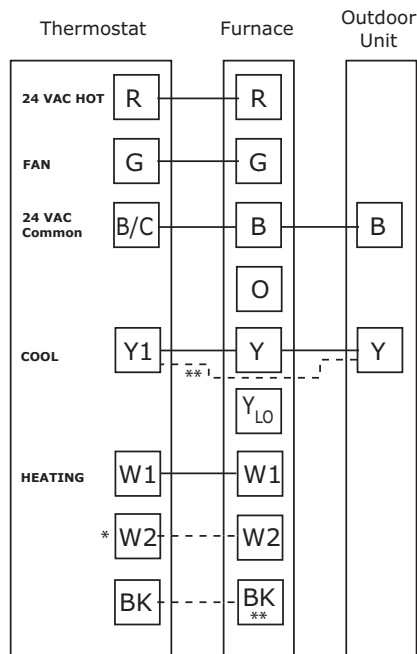 Thermostat Furnace Outdoor Unit
24 VAC HOT R R
FAN G G
24 VAC Common B/C B B
O
COOL Y1 Y Y
**
YLO
HEATING W1 W1
* W2 W2
BK BK
**